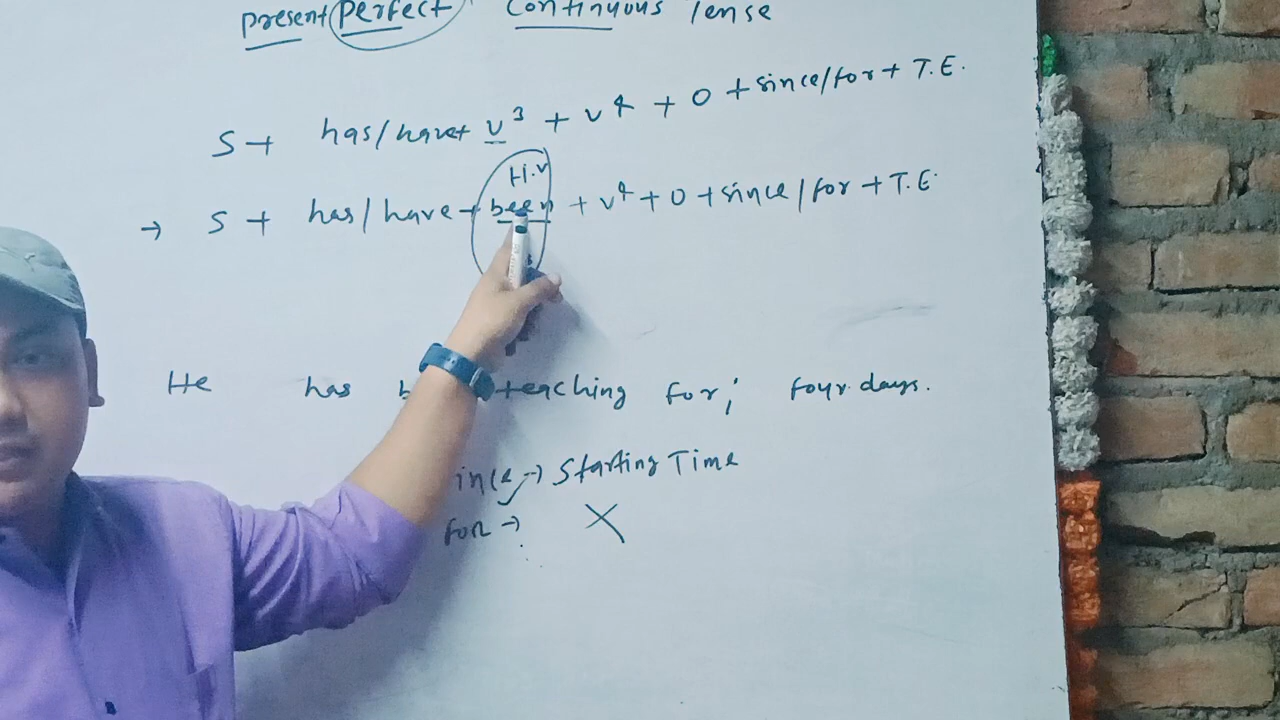 Present Perfect Continuous Tense
S + has/have + v³ + v⁴ + O + since/for + T.E.
H.v
→ S + has/have + been + v⁴ + O + since/for + T.E.
He has teaching for; four days.
→ Starting Time
For → X